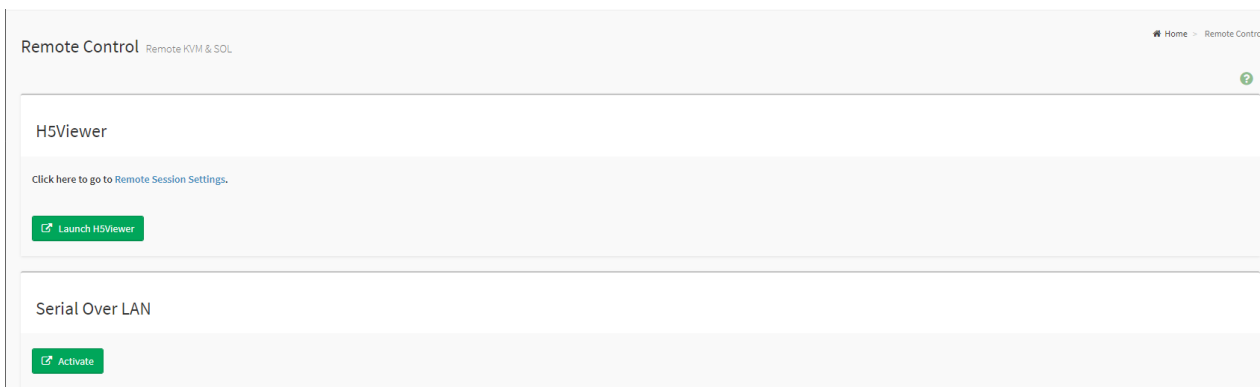 Remote Control Remote KVM & SOL
Home > Remote Contro
H5Viewer
Click here to go to Remote Session Settings.
Launch H5Viewer
Serial Over LAN
Activate